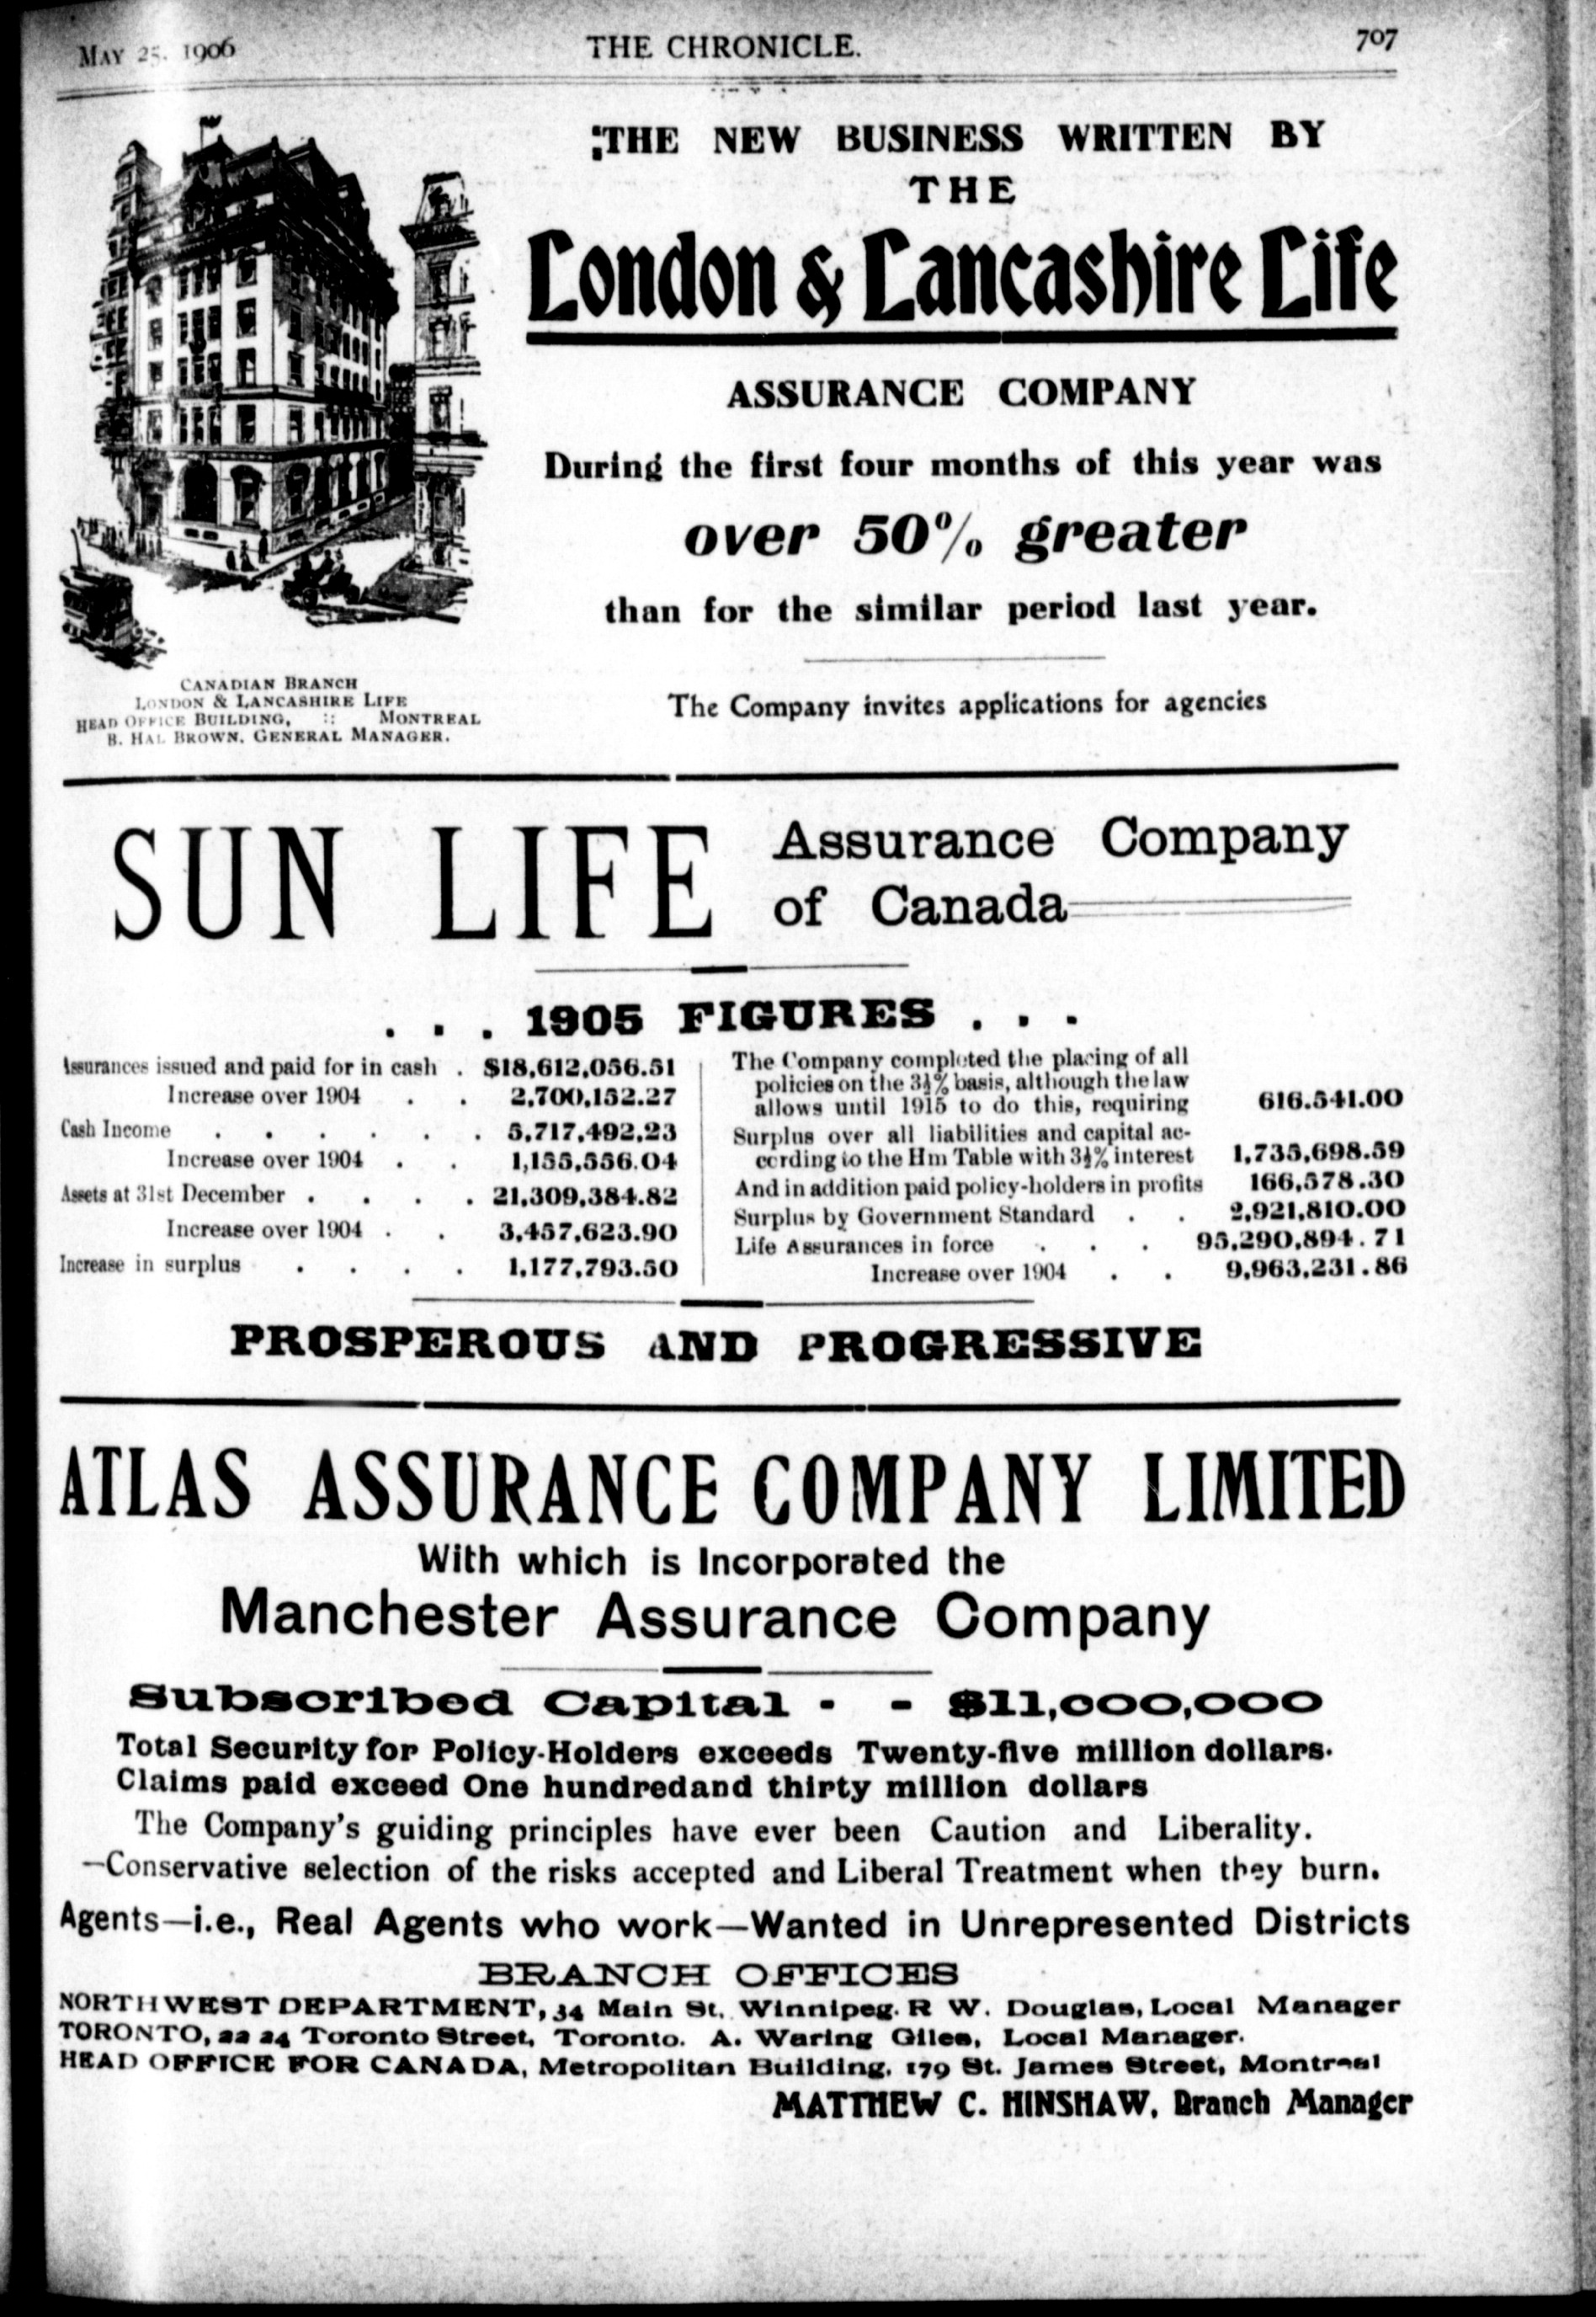 MAY 25, 1906
THE CHRONICLE.
707
THE NEW BUSINESS WRITTEN BY
THE
London & Lancashire Life
ASSURANCE COMPANY
During the first four months of this year was
over 50% greater
than for the similar period last year.
The Company invites applications for agencies
CANADIAN BRANCH
LONDON & LANCASHIRE LIFE
HEAD OFFICE BUILDING, :: MONTREAL
B. HAL BROWN, GENERAL MANAGER.
SUN LIFE
Assurance Company
of Canada
. . . 1905 FIGURES . . .
Assurances issued and paid for in cash . $18,612,056.51
Increase over 1904 . . 2,700,152.27
Cash Income . . . . . . 5,717,492.23
Increase over 1904 . . 1,155,556.04
Assets at 31st December . . . . 21,309,384.82
Increase over 1904 . . 3,457,623.90
Increase in surplus . . . . 1,177,793.50
The Company completed the placing of all
policies on the 3½% basis, although the law
allows until 1915 to do this, requiring 616.541.00
Surplus over all liabilities and capital ac-
cording to the Hm Table with 3½% interest 1,735,698.59
And in addition paid policy-holders in profits 166,578.30
Surplus by Government Standard . . 2,921,810.00
Life Assurances in force . . . 95,290,894.71
Increase over 1904 . . 9,963,231.86
PROSPEROUS AND PROGRESSIVE
ATLAS ASSURANCE COMPANY LIMITED
With which is Incorporated the
Manchester Assurance Company
Subscribed Capital - - $11,000,000
Total Security for Policy-Holders exceeds Twenty-five million dollars.
Claims paid exceed One hundredand thirty million dollars
The Company's guiding principles have ever been Caution and Liberality.
—Conservative selection of the risks accepted and Liberal Treatment when they burn.
Agents—i.e., Real Agents who work—Wanted in Unrepresented Districts
BRANCH OFFICES
NORTHWEST DEPARTMENT, 34 Main St., Winnipeg. R W. Douglas, Local Manager
TORONTO, 22 24 Toronto Street, Toronto. A. Waring Giles, Local Manager.
HEAD OFFICE FOR CANADA, Metropolitan Building, 179 St. James Street, Montreal
MATTHEW C. HINSHAW, Branch Manager